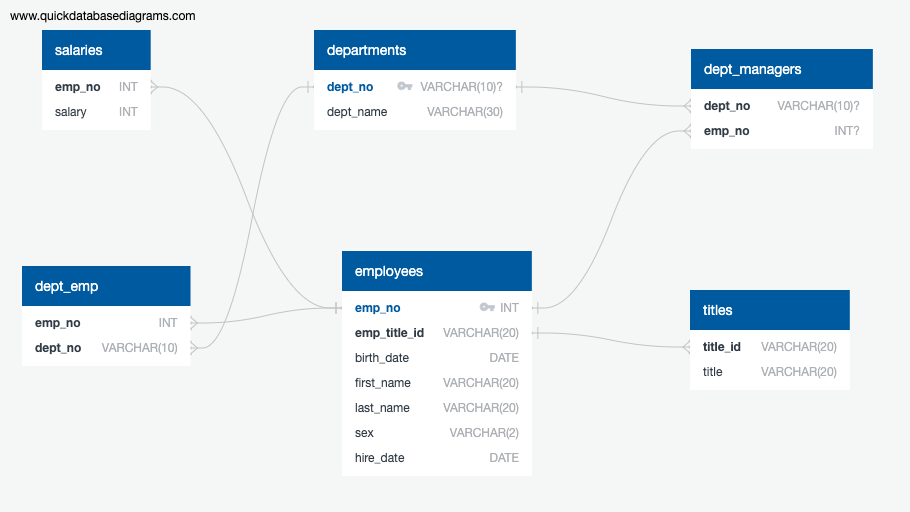 www.quickdatabasediagrams.com
salaries
emp_no INT
salary INT
departments
dept_no VARCHAR(10)?
dept_name VARCHAR(30)
dept_managers
dept_no VARCHAR(10)?
emp_no INT?
dept_emp
emp_no INT
dept_no VARCHAR(10)
employees
emp_no INT
emp_title_id VARCHAR(20)
birth_date DATE
first_name VARCHAR(20)
last_name VARCHAR(20)
sex VARCHAR(2)
hire_date DATE
titles
title_id VARCHAR(20)
title VARCHAR(20)